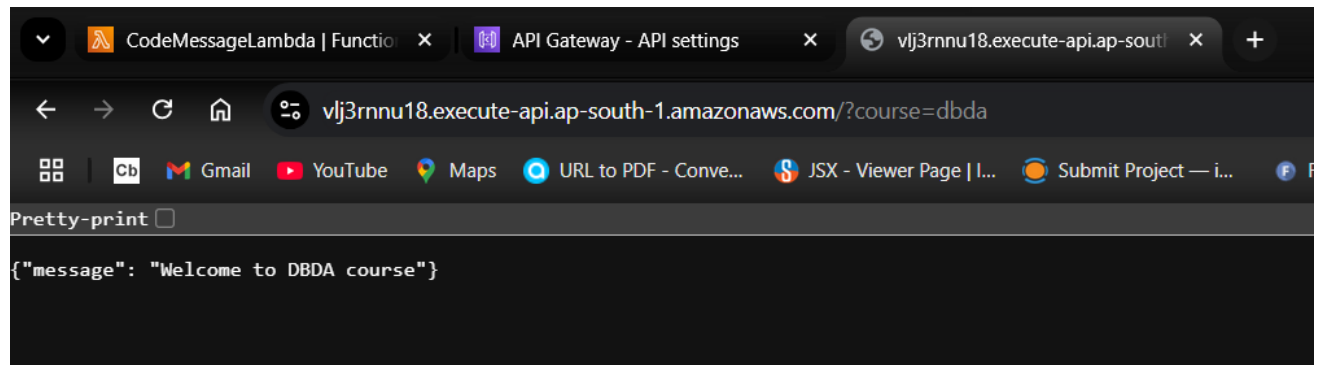 CodeMessageLambda | Functio
API Gateway - API settings
vlj3rnnu18.execute-api.ap-sout
vlj3rnnu18.execute-api.ap-south-1.amazonaws.com/?course=dbda
Cb Gmail YouTube Maps URL to PDF - Conve... JSX - Viewer Page | I... Submit Project — i... F
Pretty-print
{"message": "Welcome to DBDA course"}